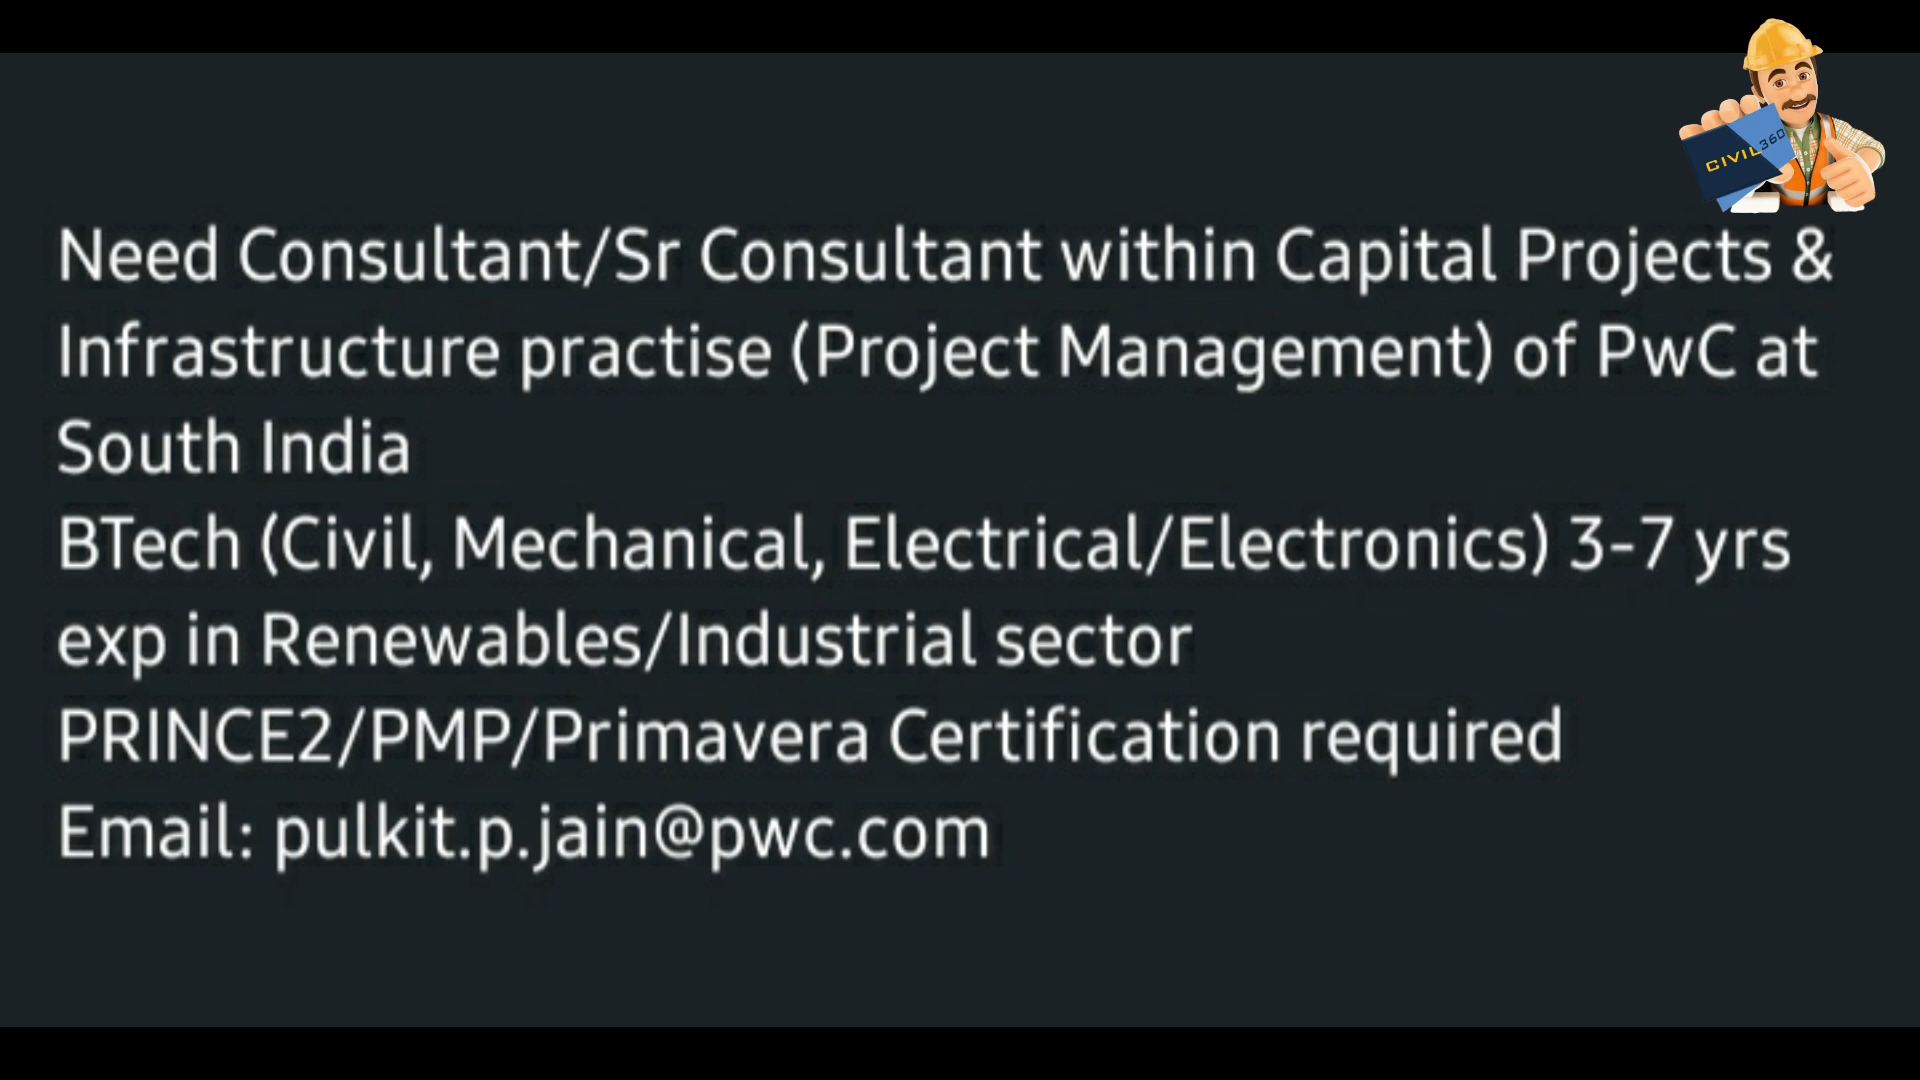 CIVIL360
Need Consultant/Sr Consultant within Capital Projects &
Infrastructure practise (Project Management) of PwC at
South India
BTech (Civil, Mechanical, Electrical/Electronics) 3-7 yrs
exp in Renewables/Industrial sector
PRINCE2/PMP/Primavera Certification required
Email: pulkit.p.jain@pwc.com